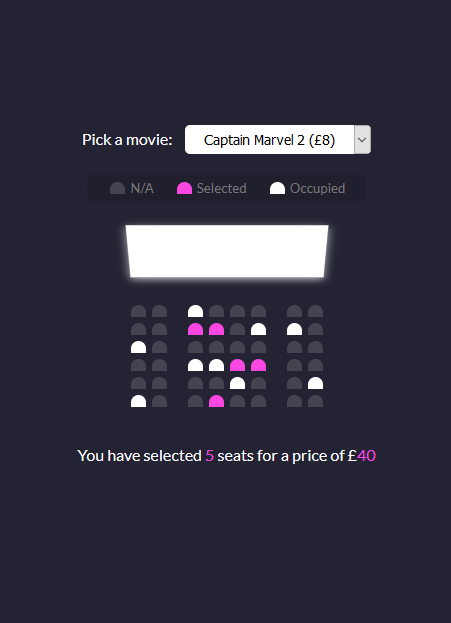 Pick a movie: Captain Marvel 2 (£8)
N/A Selected Occupied
You have selected 5 seats for a price of £40